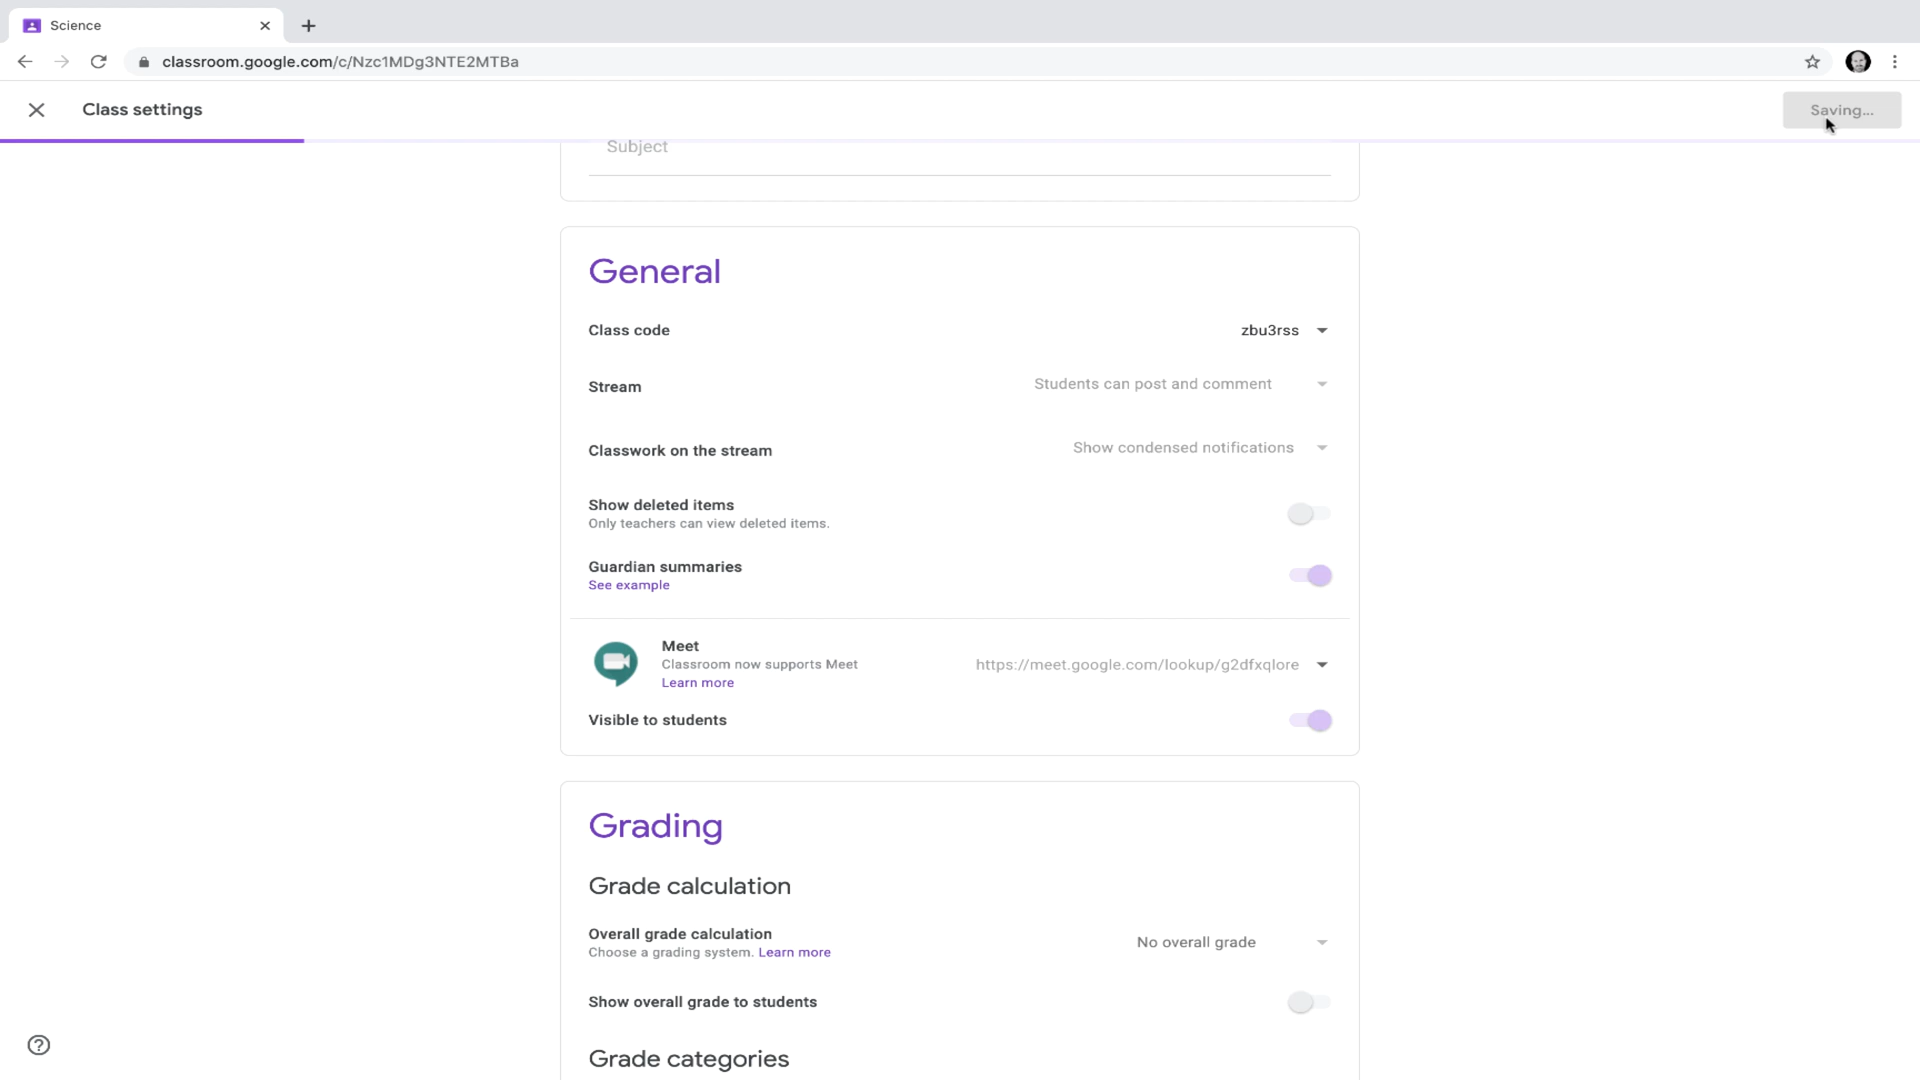 Science
classroom.google.com/c/Nzc1MDg3NTE2MTBa
Class settings
Saving...
Subject
General
Class code
zbu3rss
Stream
Students can post and comment
Classwork on the stream
Show condensed notifications
Show deleted items
Only teachers can view deleted items.
Guardian summaries
See example
Meet
Classroom now supports Meet
https://meet.google.com/lookup/g2dfxqlore
Learn more
Visible to students
Grading
Grade calculation
Overall grade calculation
Choose a grading system. Learn more
No overall grade
Show overall grade to students
Grade categories